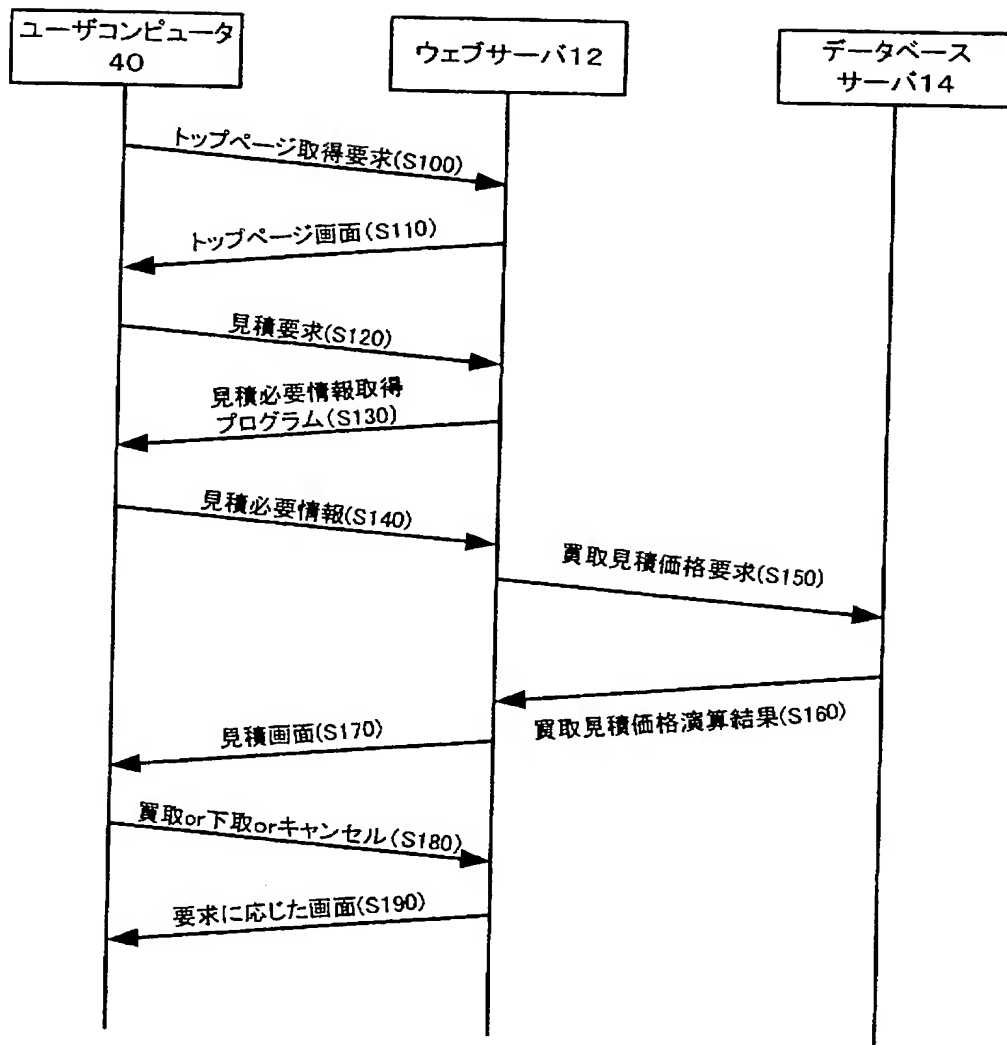 ユーザコンピュータ
40
ウェブサーバ12
データベース
サーバ14
トップページ取得要求(S100)
トップページ画面(S110)
見積要求(S120)
見積必要情報取得
プログラム(S130)
見積必要情報(S140)
買取見積価格要求(S150)
買取見積価格演算結果(S160)
見積画面(S170)
買取or下取orキャンセル(S180)
要求に応じた画面(S190)